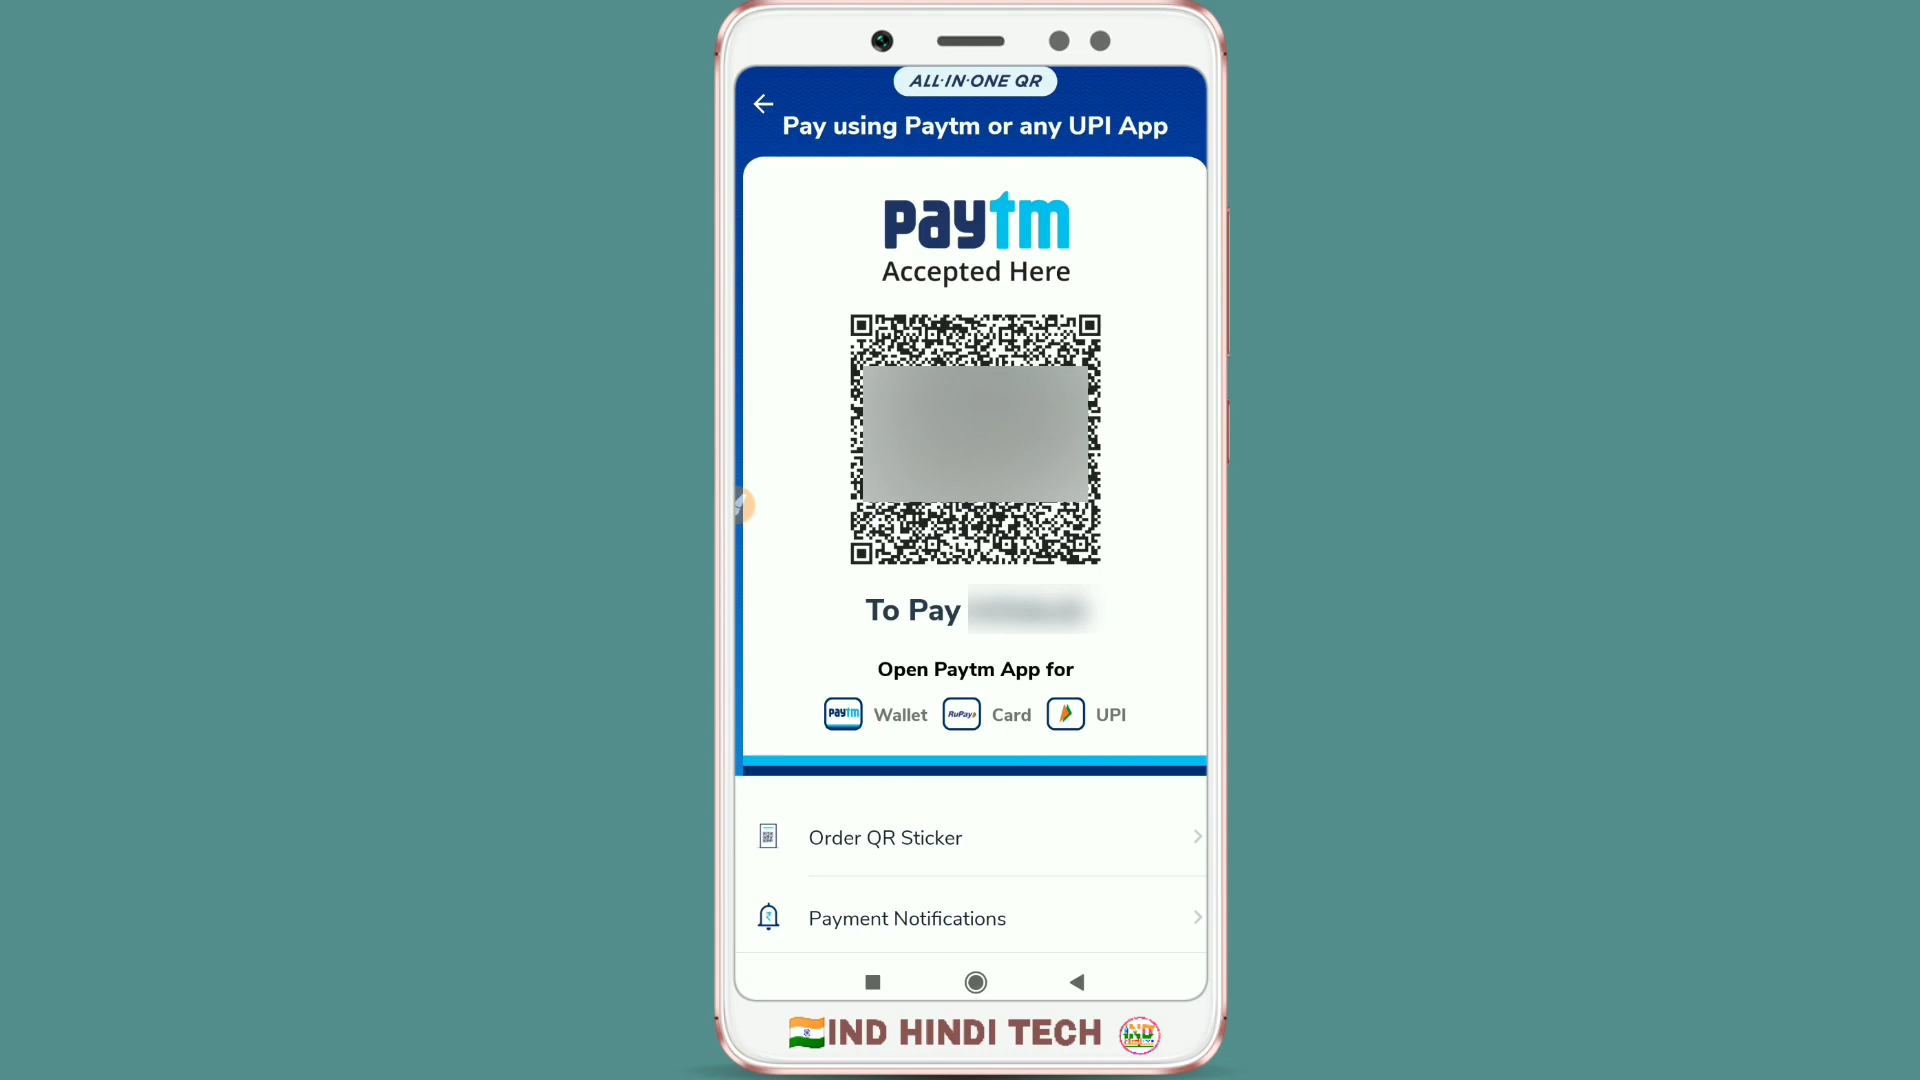 ALL·IN·ONE QR
Pay using Paytm or any UPI App
paytm
Accepted Here
To Pay
Open Paytm App for
paytm Wallet RuPay Card UPI
Order QR Sticker
Payment Notifications
IND HINDI TECH
IND